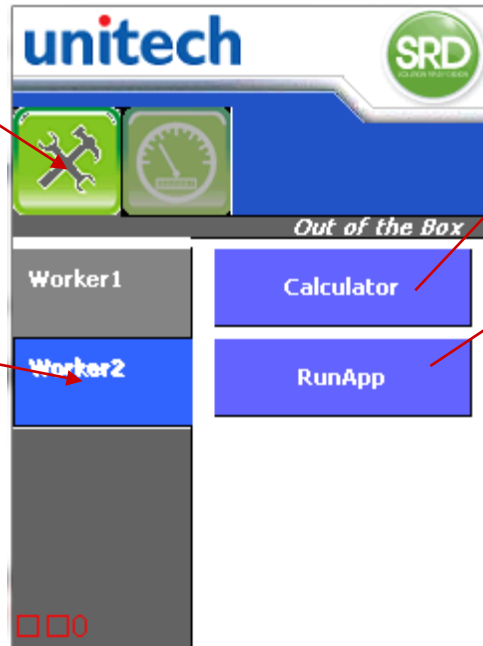 unitech
SRD
Out of the Box
Worker1
Calculator
Worker2
RunApp
□□0